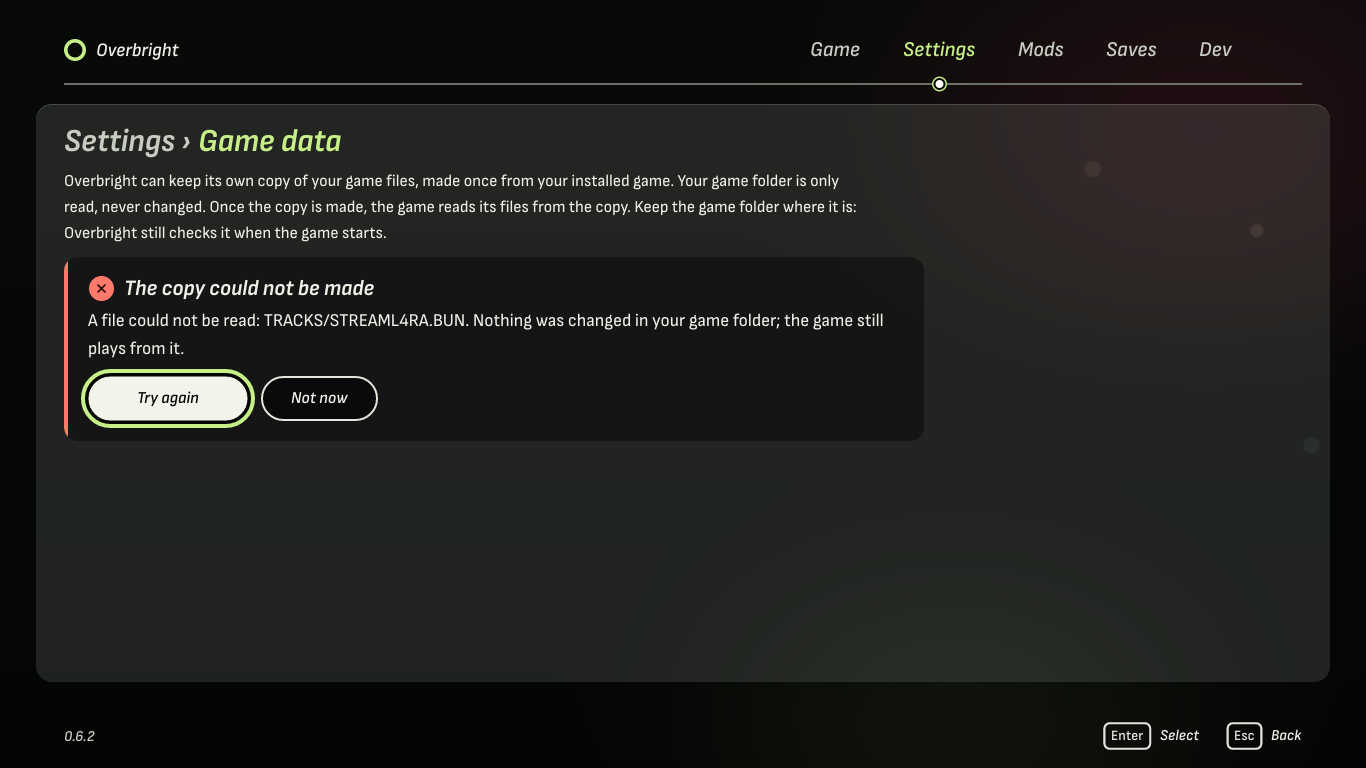 Overbright
Game
Settings
Mods
Saves
Dev
Settings › Game data
Overbright can keep its own copy of your game files, made once from your installed game. Your game folder is only
read, never changed. Once the copy is made, the game reads its files from the copy. Keep the game folder where it is:
Overbright still checks it when the game starts.
The copy could not be made
A file could not be read: TRACKS/STREAML4RA.BUN. Nothing was changed in your game folder; the game still
plays from it.
Try again
Not now
0.6.2
Enter Select
Esc Back